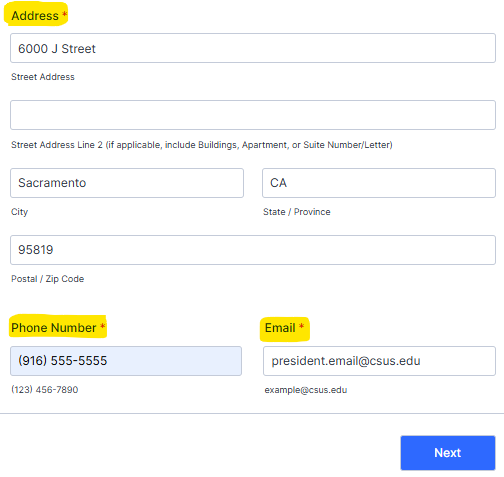 Address *
6000 J Street
Street Address
Street Address Line 2 (if applicable, include Buildings, Apartment, or Suite Number/Letter)
Sacramento
CA
City
State / Province
95819
Postal / Zip Code
Phone Number *
Email *
(916) 555-5555
president.email@csus.edu
(123) 456-7890
example@csus.edu
Next